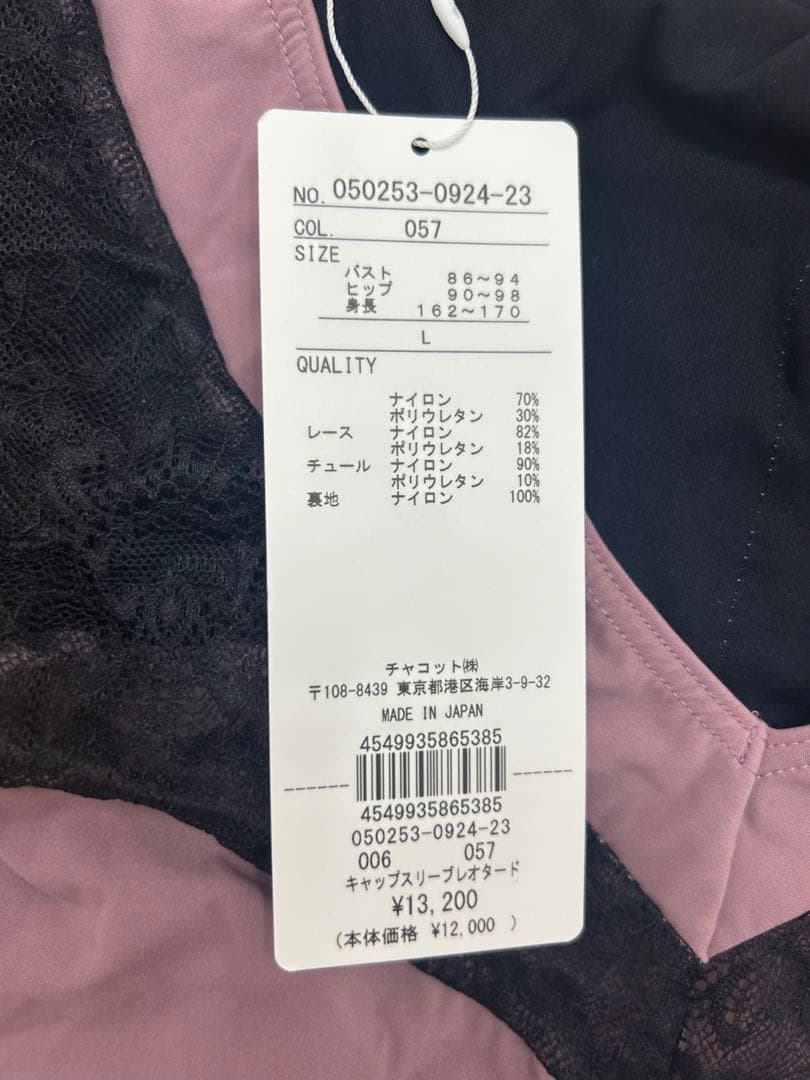 NO. 050253-0924-23
COL. 057
SIZE
バスト 86～94
ヒップ 90～98
身長 162～170
L
QUALITY
ナイロン 70%
ポリウレタン 30%
レース ナイロン 82%
ポリウレタン 18%
チュール ナイロン 90%
ポリウレタン 10%
裏地 ナイロン 100%
チャコット㈱
〒108-8439 東京都港区海岸3-9-32
MADE IN JAPAN
4549935865385
4549935865385
050253-0924-23
006 057
キャップスリーブレオタード
¥13,200
(本体価格 ¥12,000 )